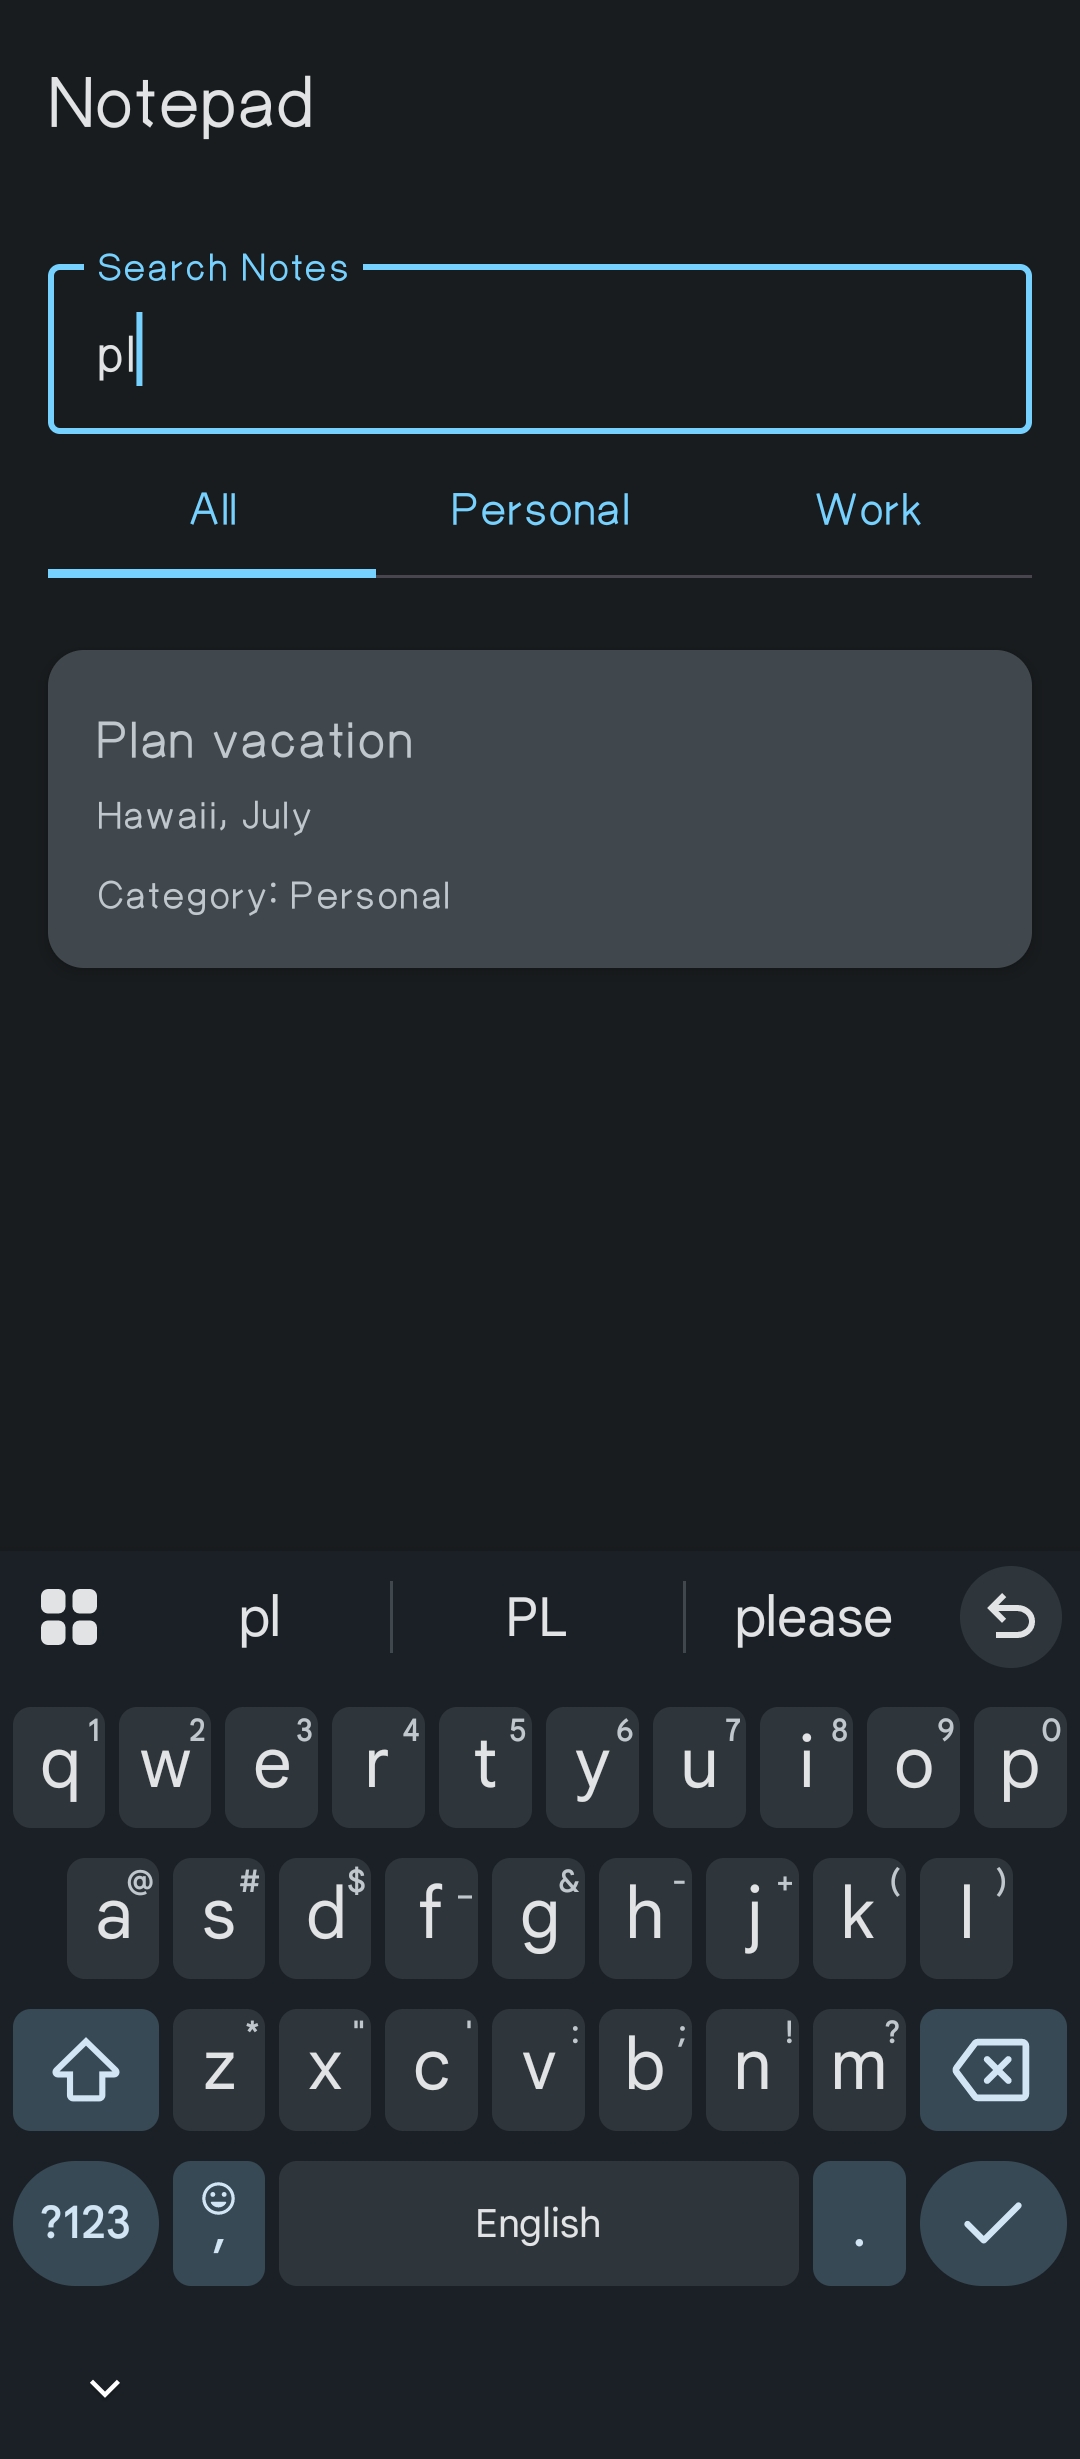 Notepad
Search Notes
pl
All Personal Work
Plan vacation
Hawaii, July
Category: Personal
pl PL please
q 1 w 2 e 3 r 4 t 5 y 6 u 7 i 8 o 9 p 0
a @ s # d $ f _ g & h - j + k ( l )
z * x " c ' v : b ; n ! m ?
?123 , English .